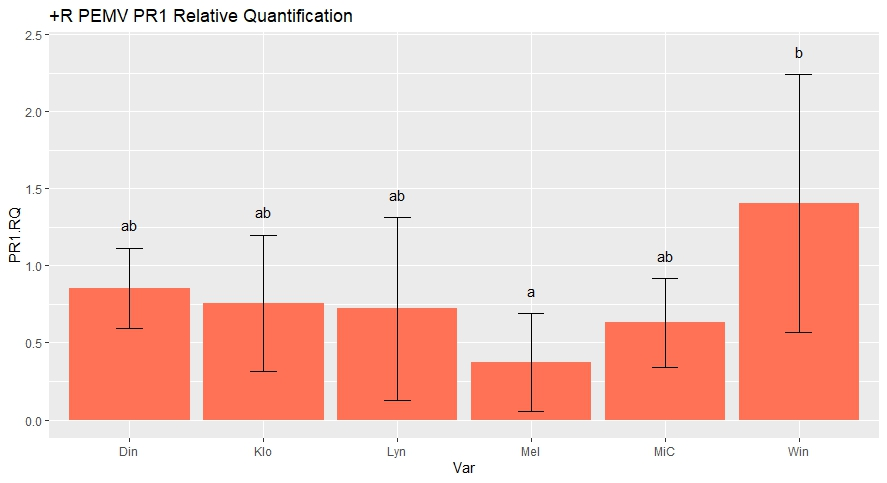 +R PEMV PR1 Relative Quantification
PR1.RQ
2.5
2.0
1.5
1.0
0.5
0.0
ab
ab
ab
a
ab
b
Din
Klo
Lyn
Mel
MiC
Win
Var